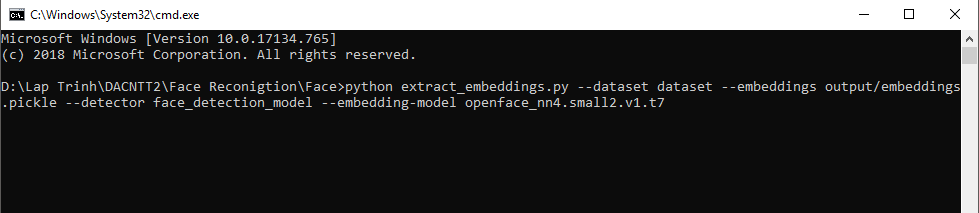 C:\Windows\System32\cmd.exe
Microsoft Windows [Version 10.0.17134.765]
(c) 2018 Microsoft Corporation. All rights reserved.
D:\Lap Trinh\DACNTT2\Face Reconigtion\Face>python extract_embeddings.py --dataset dataset --embeddings output/embeddings
.pickle --detector face_detection_model --embedding-model openface_nn4.small2.v1.t7